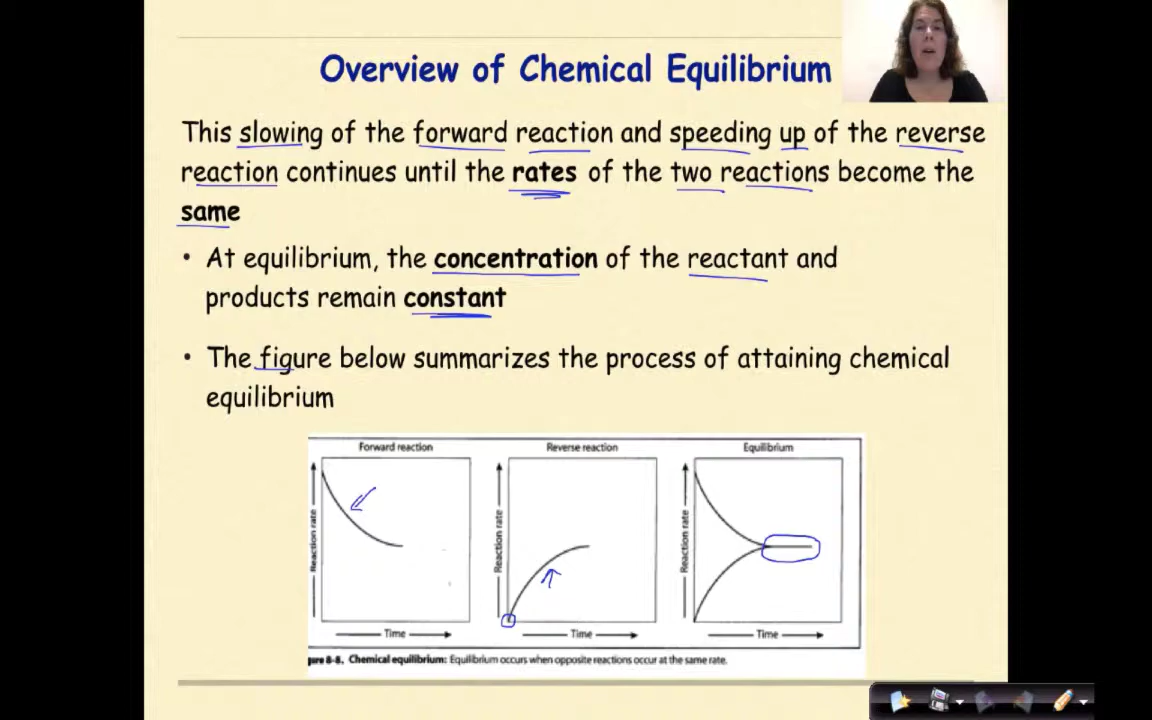 Overview of Chemical Equilibrium
This slowing of the forward reaction and speeding up of the reverse
reaction continues until the rates of the two reactions become the
same
• At equilibrium, the concentration of the reactant and
products remain constant
• The figure below summarizes the process of attaining chemical
equilibrium
Forward reaction
Reaction rate
Time
Reverse reaction
Reaction rate
Time
Equilibrium
Reaction rate
Time
gure 8-8. Chemical equilibrium: Equilibrium occurs when opposite reactions occur at the same rate.